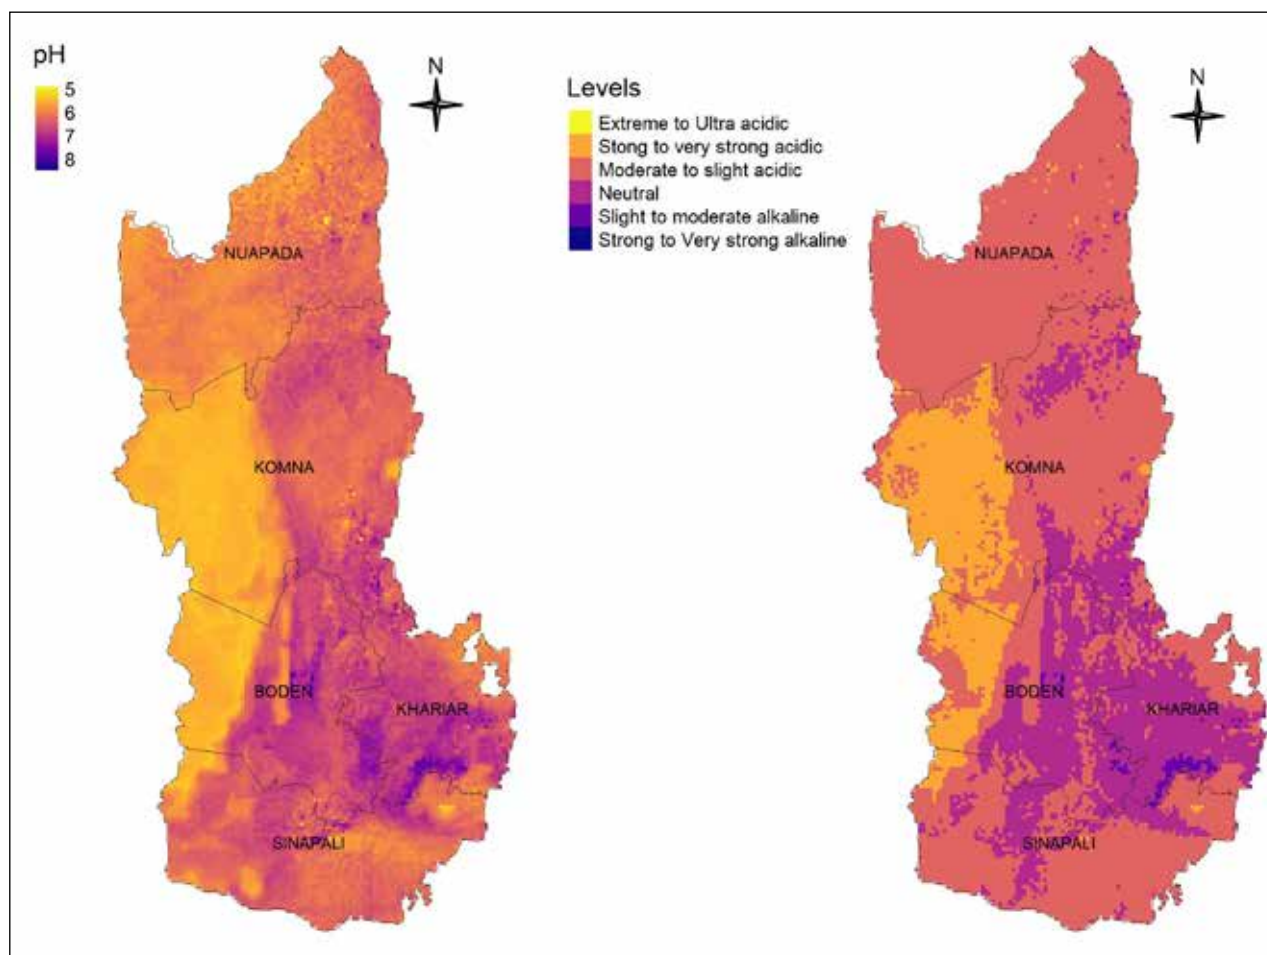 pH
5
6
7
8
N
NUAPADA
KOMNA
BODEN
KHARIAR
SINAPALI
Levels
Extreme to Ultra acidic
Stong to very strong acidic
Moderate to slight acidic
Neutral
Slight to moderate alkaline
Strong to Very strong alkaline
N
NUAPADA
KOMNA
BODEN
KHARIAR
SINAPALI